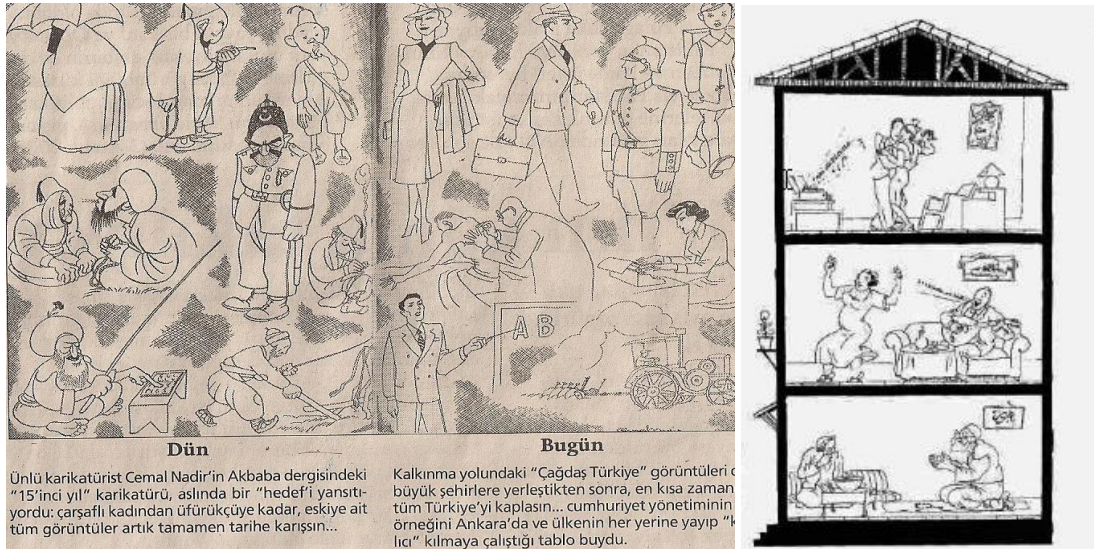 A B
Dün
Ünlü karikatürist Cemal Nadir'in Akbaba dergisindeki
"15'inci yıl" karikatürü, aslında bir "hedef'i yansıtı-
yordu: çarşaflı kadından üfürükçüye kadar, eskiye ait
tüm görüntüler artık tamamen tarihe karışsın...
Bugün
Kalkınma yolundaki "Çağdaş Türkiye" görüntüleri
büyük şehirlere yerleştikten sonra, en kısa zaman
tüm Türkiye'yi kaplasın... cumhuriyet yönetiminin
örneğini Ankara'da ve ülkenin her yerine yayıp "k
lıcı" kılmaya çalıştığı tablo buydu.